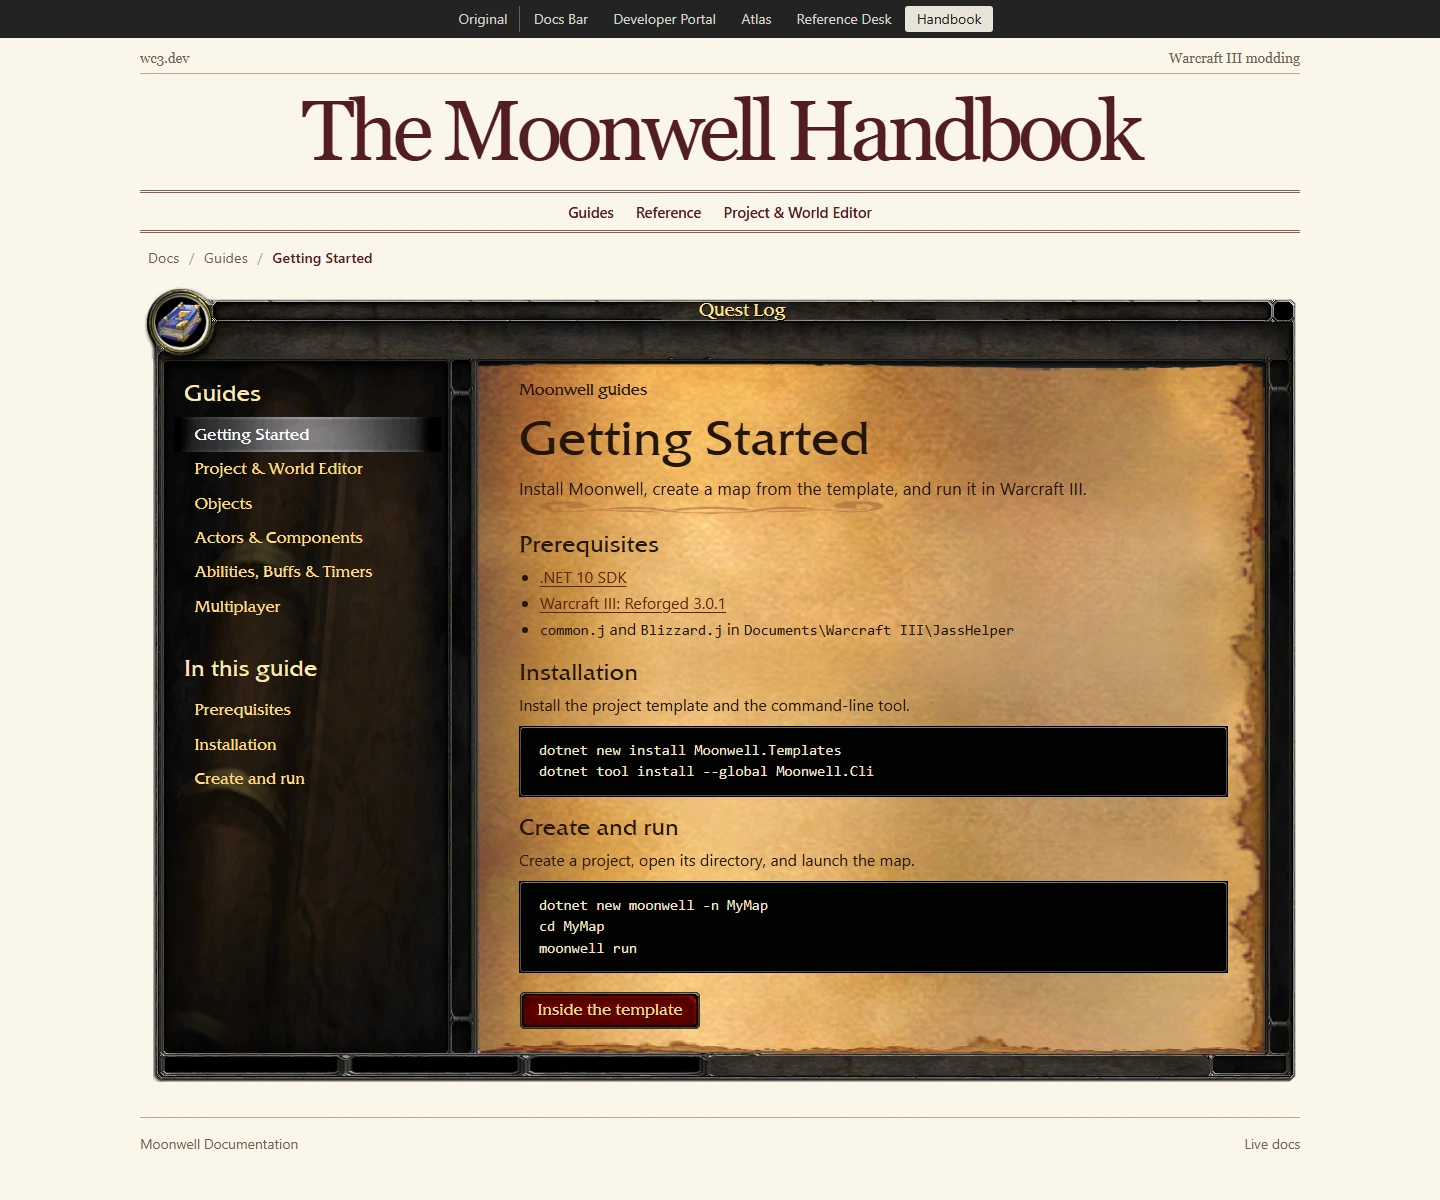 Original
Docs Bar
Developer Portal
Atlas
Reference Desk
Handbook
wc3.dev
Warcraft III modding
The Moonwell Handbook
Guides
Reference
Project & World Editor
Docs / Guides / Getting Started
Quest Log
Guides
Getting Started
Project & World Editor
Objects
Actors & Components
Abilities, Buffs & Timers
Multiplayer
In this guide
Prerequisites
Installation
Create and run
Moonwell guides
Getting Started
Install Moonwell, create a map from the template, and run it in Warcraft III.
Prerequisites
.NET 10 SDK
Warcraft III: Reforged 3.0.1
common.j and Blizzard.j in Documents\Warcraft III\JassHelper
Installation
Install the project template and the command-line tool.
dotnet new install Moonwell.Templates
dotnet tool install --global Moonwell.Cli
Create and run
Create a project, open its directory, and launch the map.
dotnet new moonwell -n MyMap
cd MyMap
moonwell run
Inside the template
Moonwell Documentation
Live docs